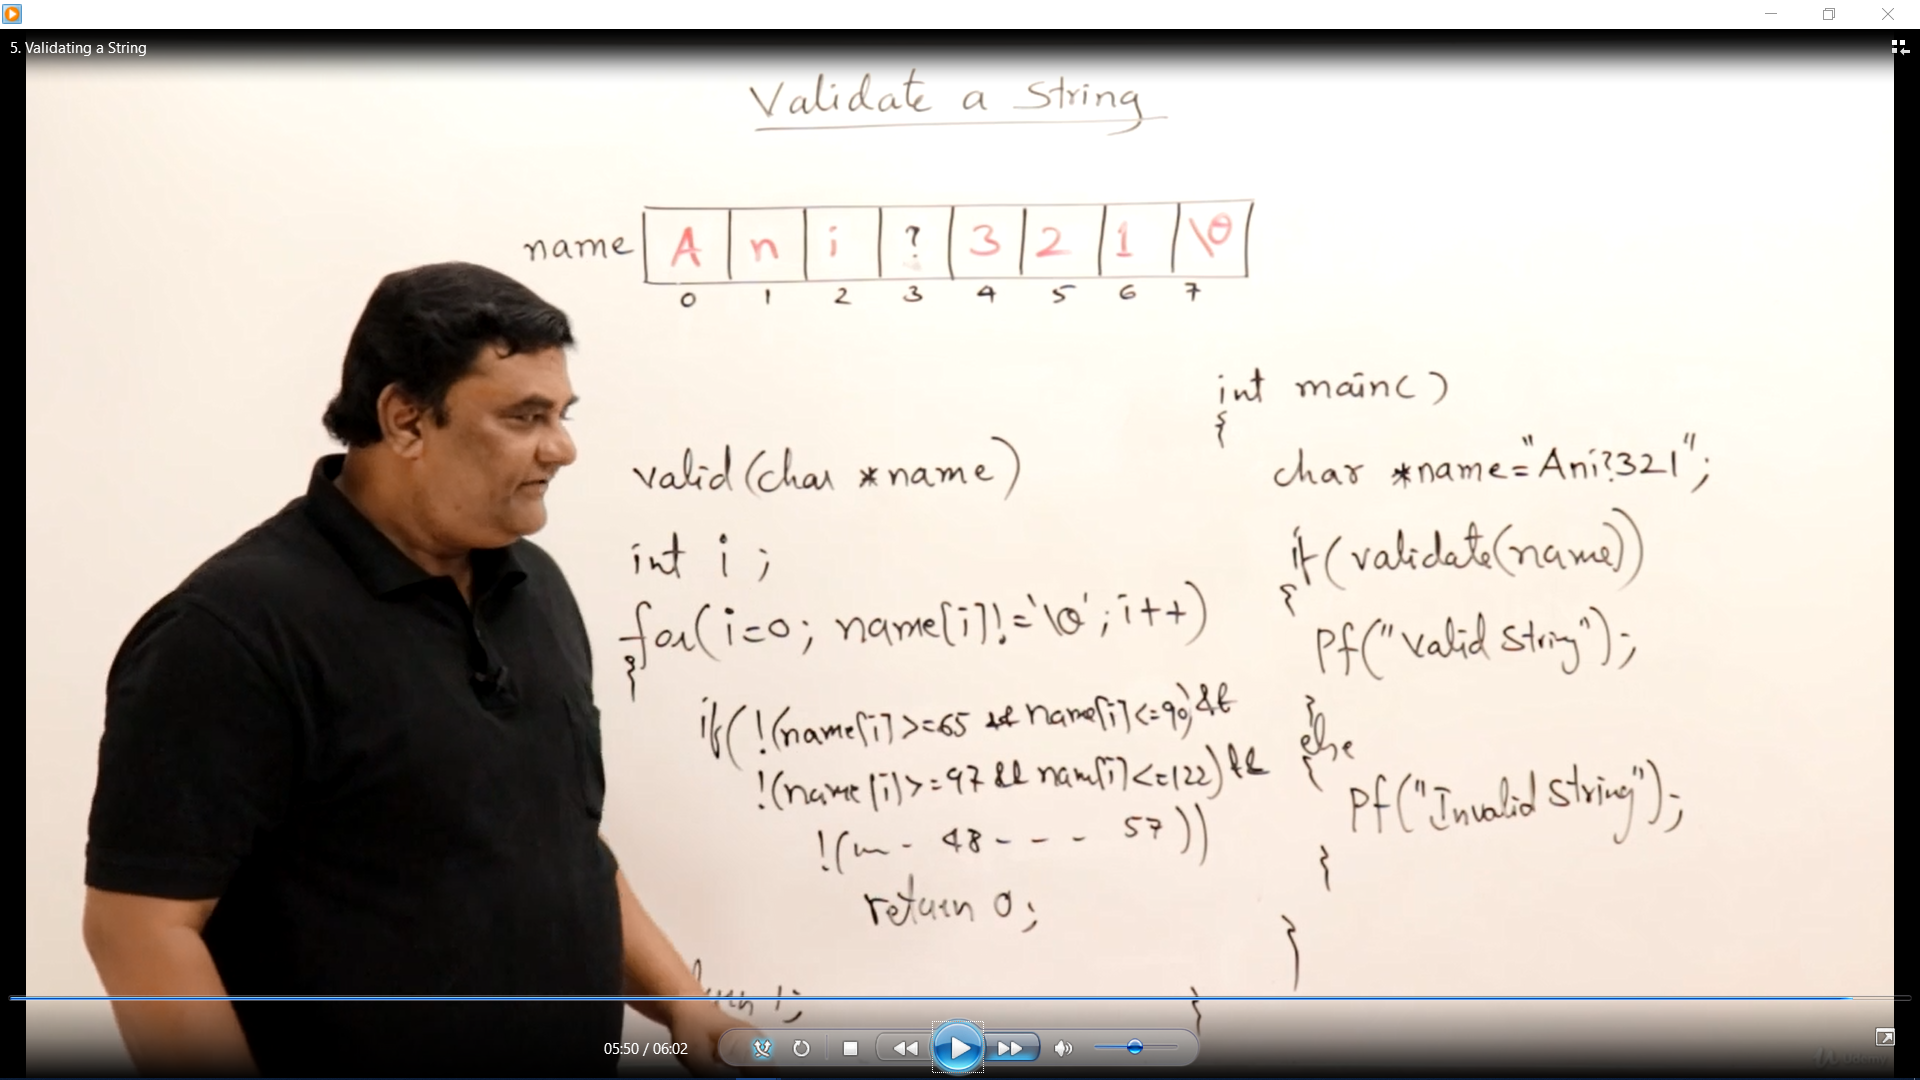 5. Validating a String
Validate a String
name A n i ? 3 2 1 \0
0 1 2 3 4 5 6 7
int main()
{
char *name="Ani?321";
if(validate(name))
{
Pf("Valid String");
}
else
{
Pf("Invalid String");
}
}
valid(char *name)
int i;
for(i=0; name[i]!='\0'; i++)
{
if(!(name[i]>=65 && name[i]<=90)&&
!(name[i]>=97 && nam[i]<=122)&&
!( - 48 - - - 57))
return 0;
1;
}
05:50 / 06:02
Udemy